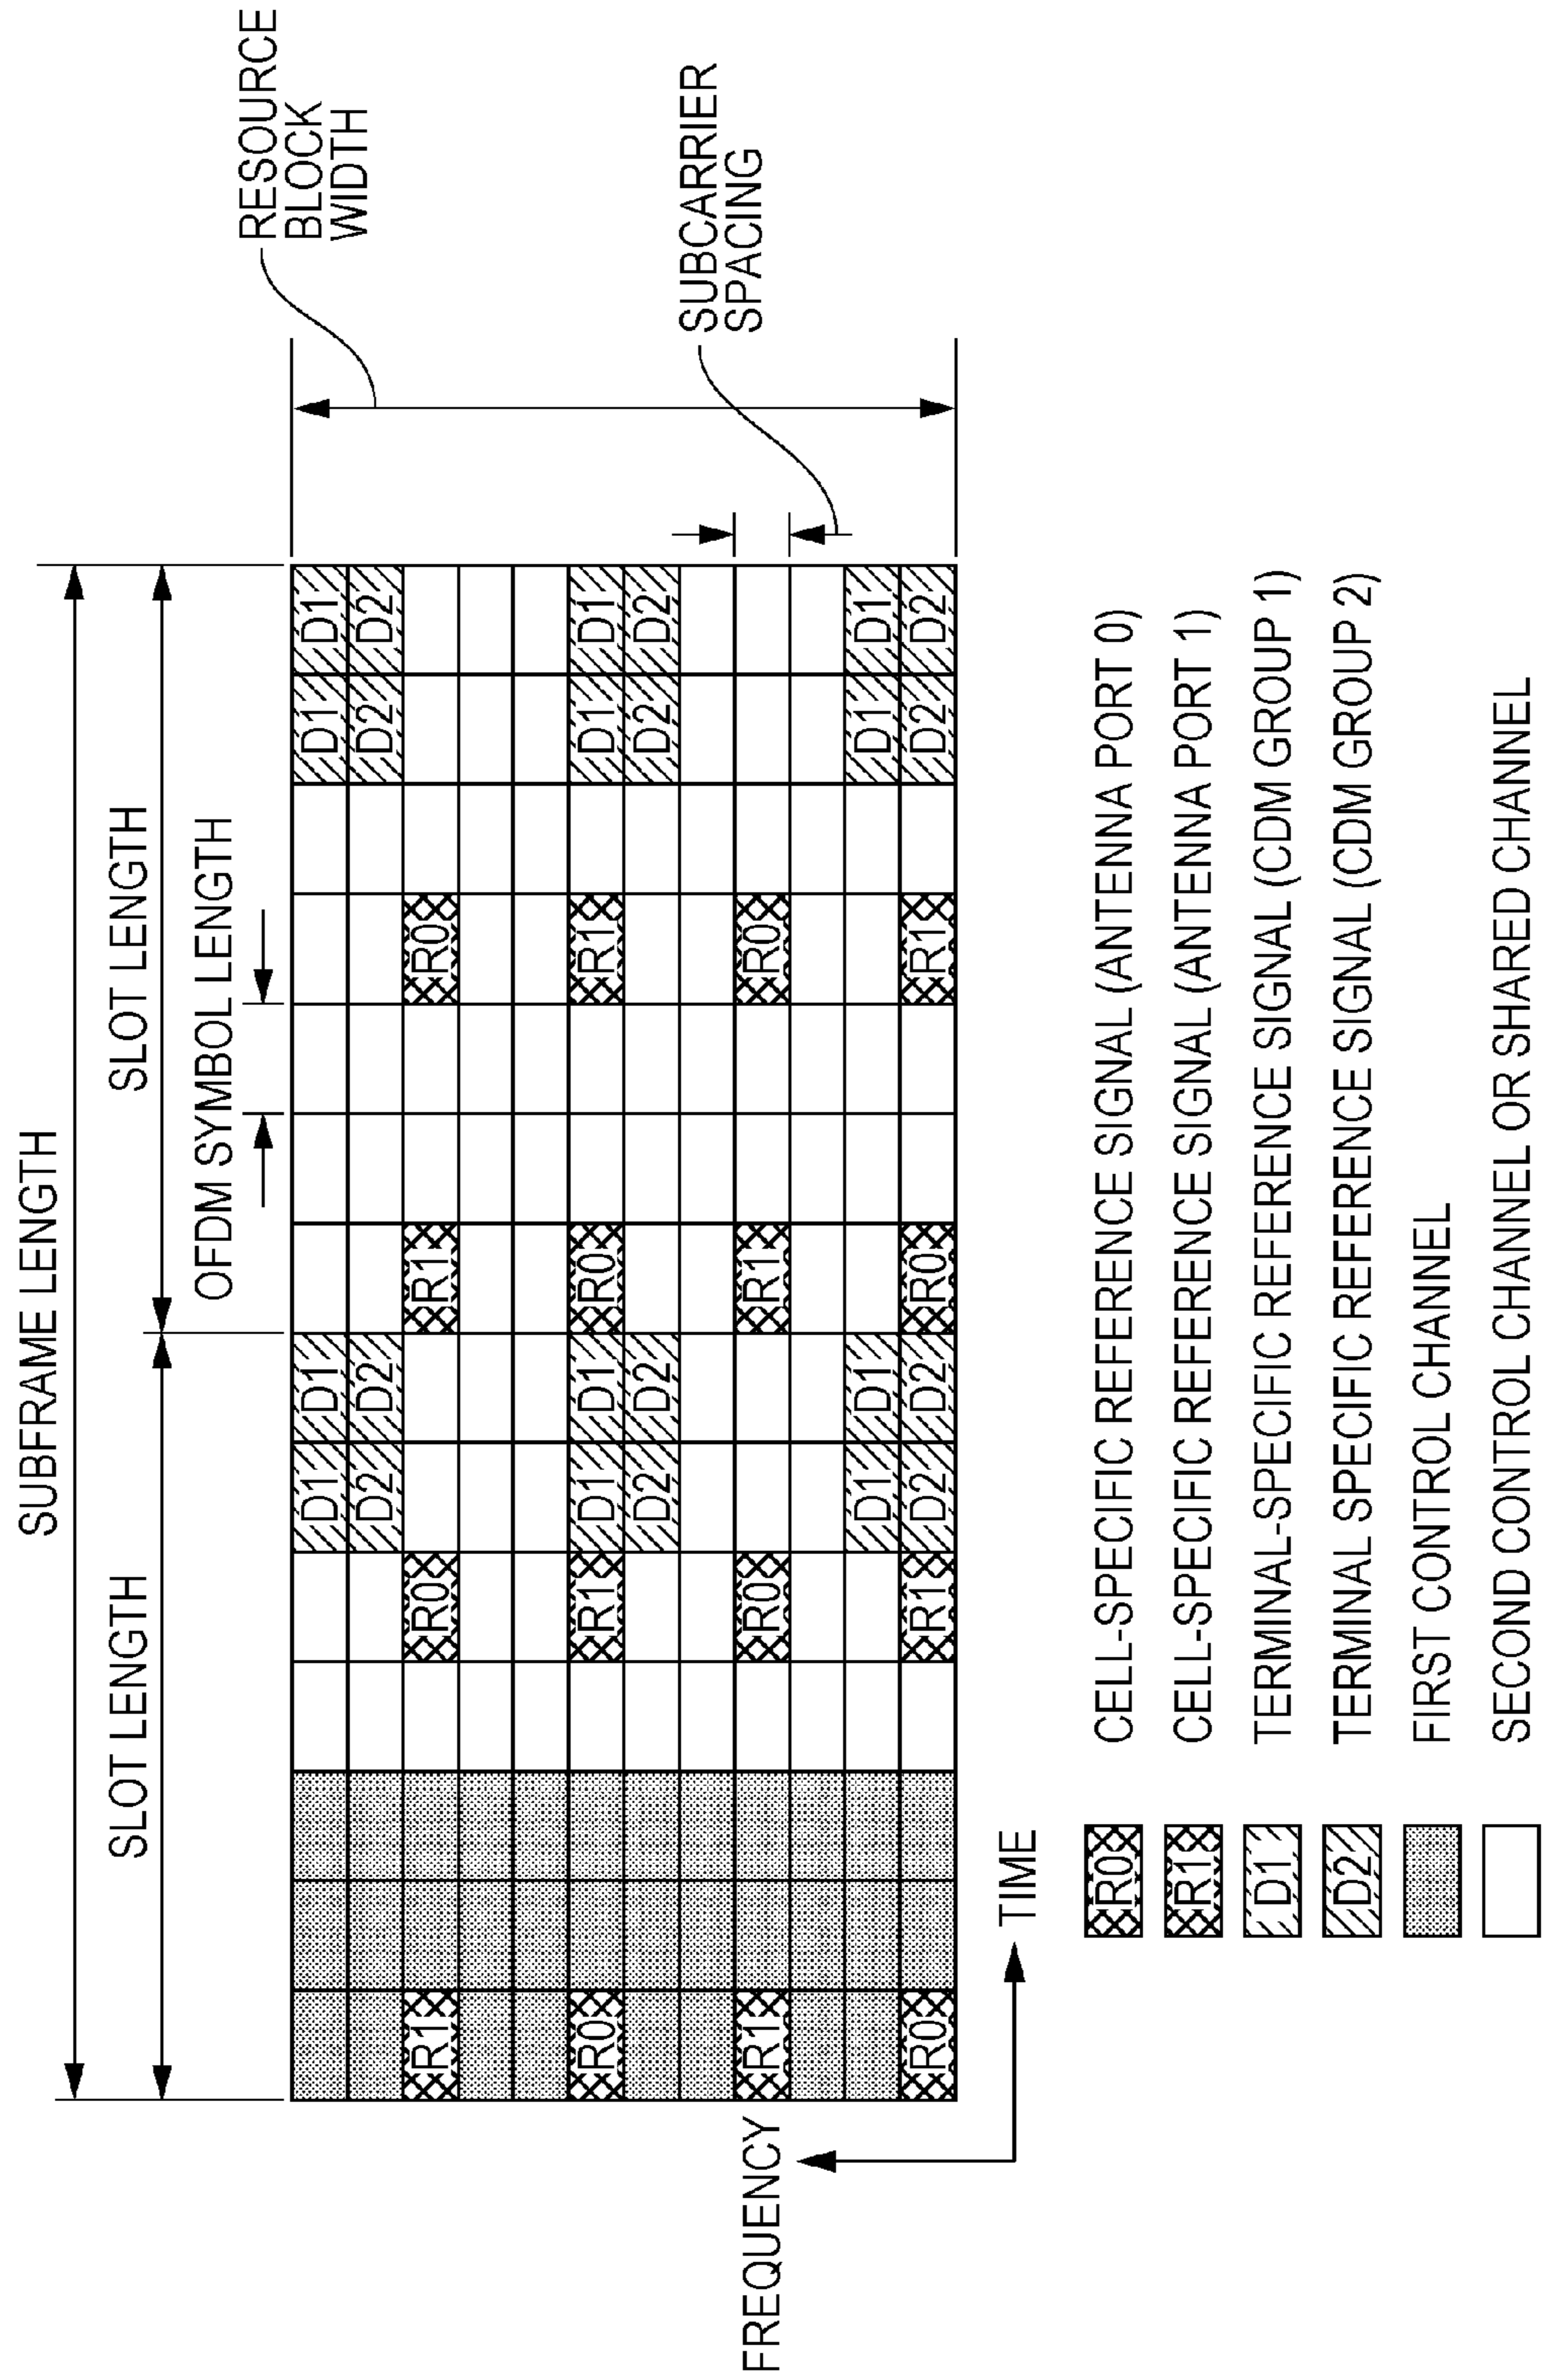 SUBFRAME LENGTH
SLOT LENGTH
SLOT LENGTH
OFDM SYMBOL LENGTH
RESOURCE
BLOCK
WIDTH
D1 D1 D1 D1
D2 D2 D2 D2
R1 R0 R1 R0
R0 R1 D1 D1 R0 R1 D1 D1
D2 D2 D2 D2
R1 R0 R1 R0
D1 D1 D1 D1
R0 R1 D2 D2 R0 R1 D2 D2
SUBCARRIER
SPACING
FREQUENCY
TIME
R0 CELL-SPECIFIC REFERENCE SIGNAL (ANTENNA PORT 0)
R1 CELL-SPECIFIC REFERENCE SIGNAL (ANTENNA PORT 1)
D1 TERMINAL-SPECIFIC REFERENCE SIGNAL (CDM GROUP 1)
D2 TERMINAL SPECIFIC REFERENCE SIGNAL (CDM GROUP 2)
FIRST CONTROL CHANNEL
SECOND CONTROL CHANNEL OR SHARED CHANNEL